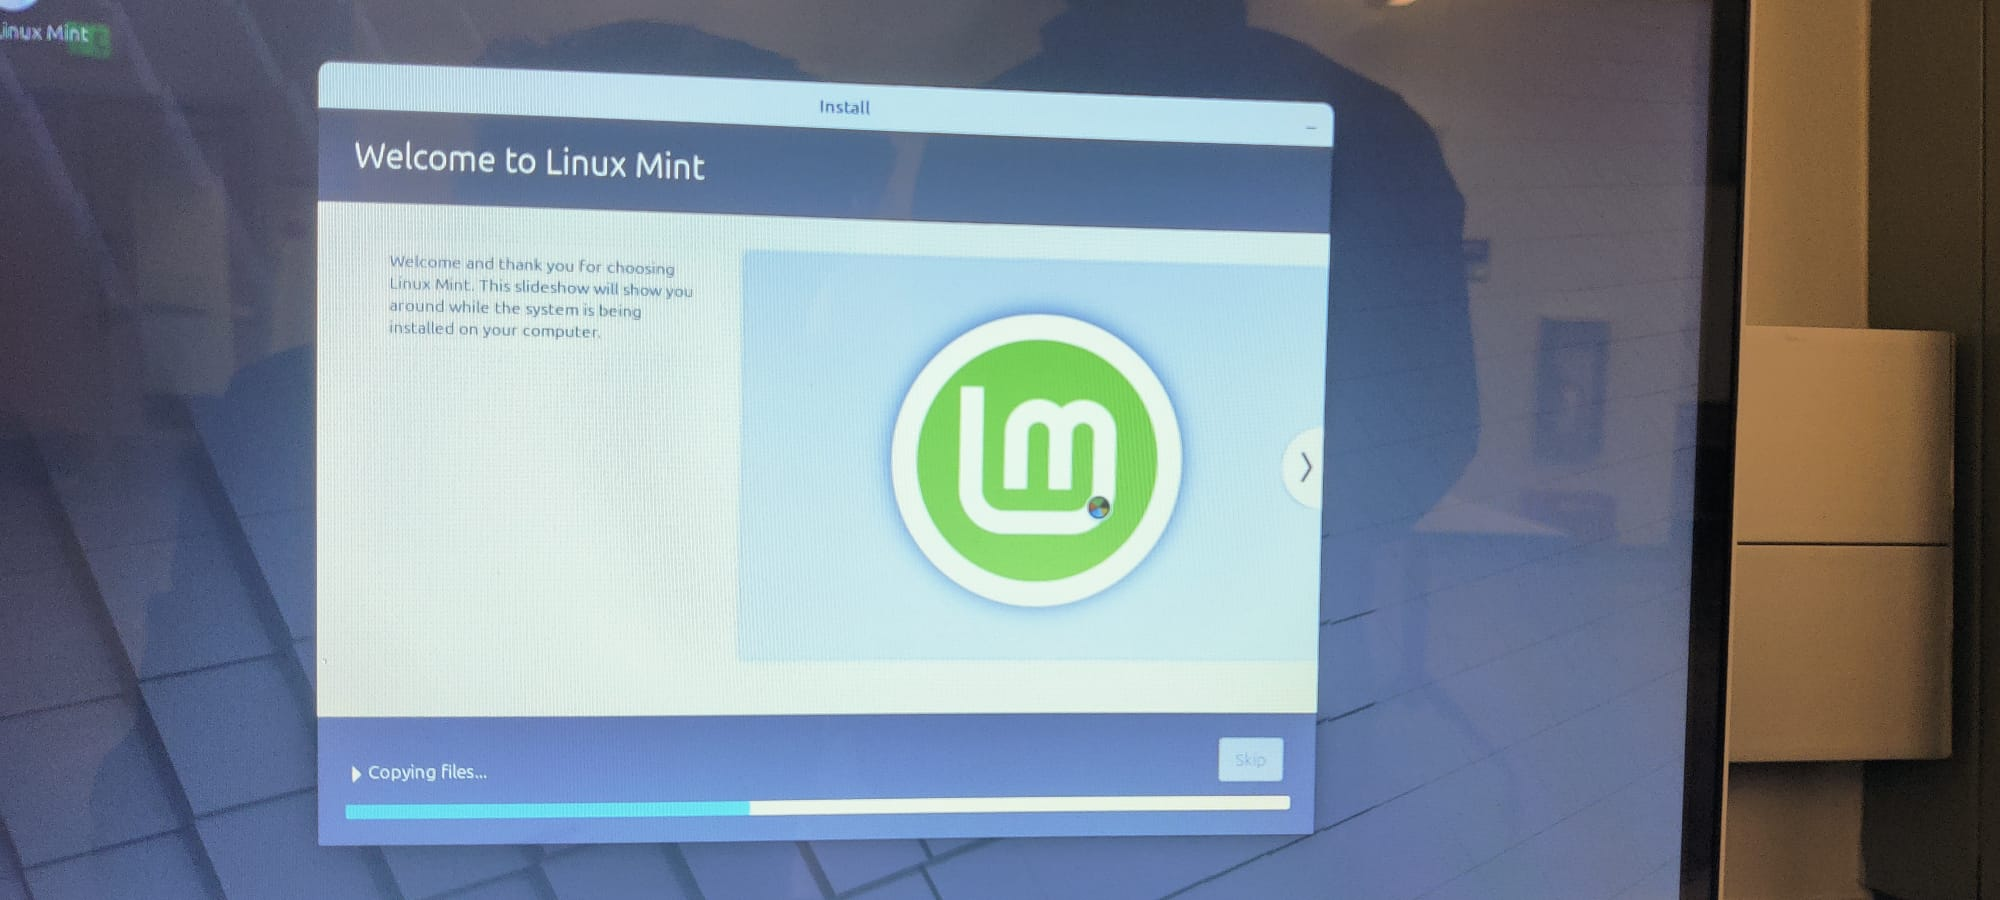 Linux Mint
Install
Welcome to Linux Mint
Welcome and thank you for choosing
Linux Mint. This slideshow will show you
around while the system is being
installed on your computer.
lm
Copying files...
Skip